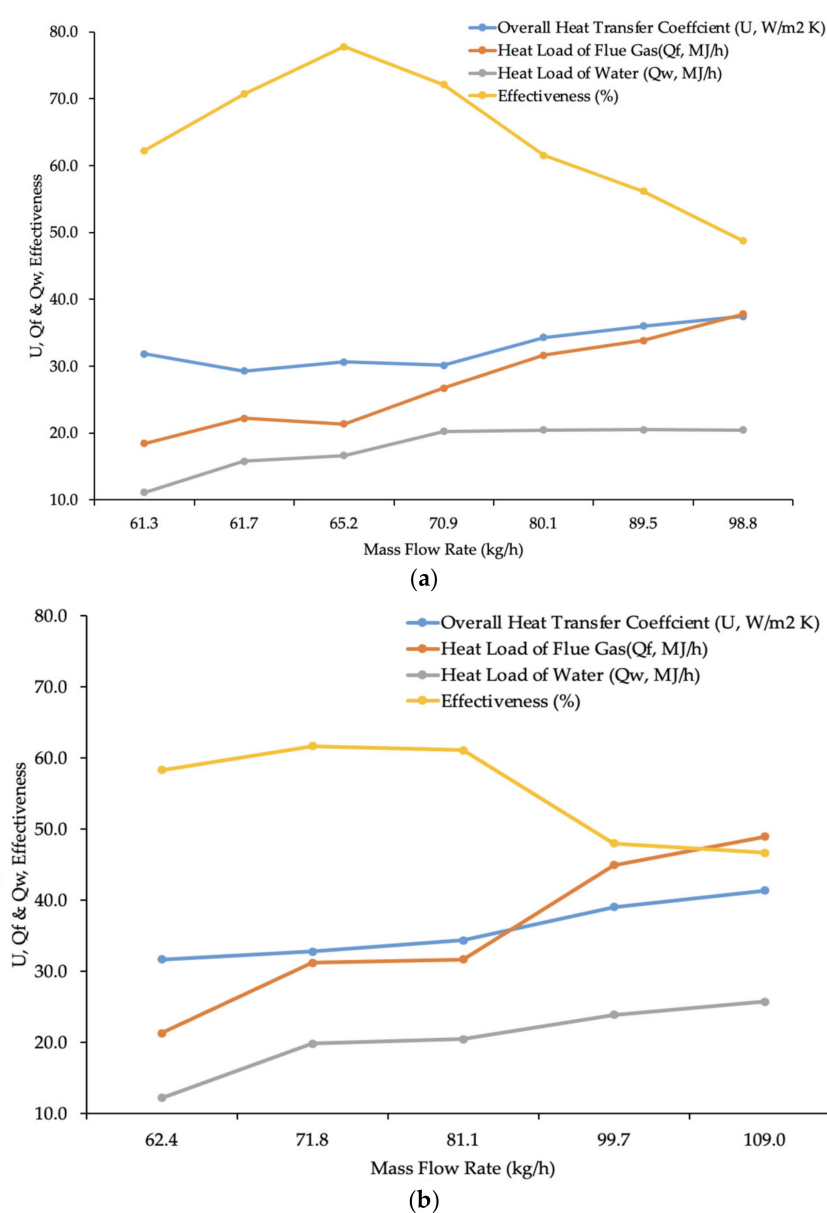 Overall Heat Transfer Coeffcient (U, W/m2 K)
Heat Load of Flue Gas(Qf, MJ/h)
Heat Load of Water (Qw, MJ/h)
Effectiveness (%)
80.0
70.0
60.0
50.0
40.0
30.0
20.0
10.0
U, Qf & Qw, Effectiveness
61.3 61.7 65.2 70.9 80.1 89.5 98.8
Mass Flow Rate (kg/h)
(a)
Overall Heat Transfer Coeffcient (U, W/m2 K)
Heat Load of Flue Gas(Qf, MJ/h)
Heat Load of Water (Qw, MJ/h)
Effectiveness (%)
80.0
70.0
60.0
50.0
40.0
30.0
20.0
10.0
U, Qf & Qw, Effectiveness
62.4 71.8 81.1 99.7 109.0
Mass Flow Rate (kg/h)
(b)